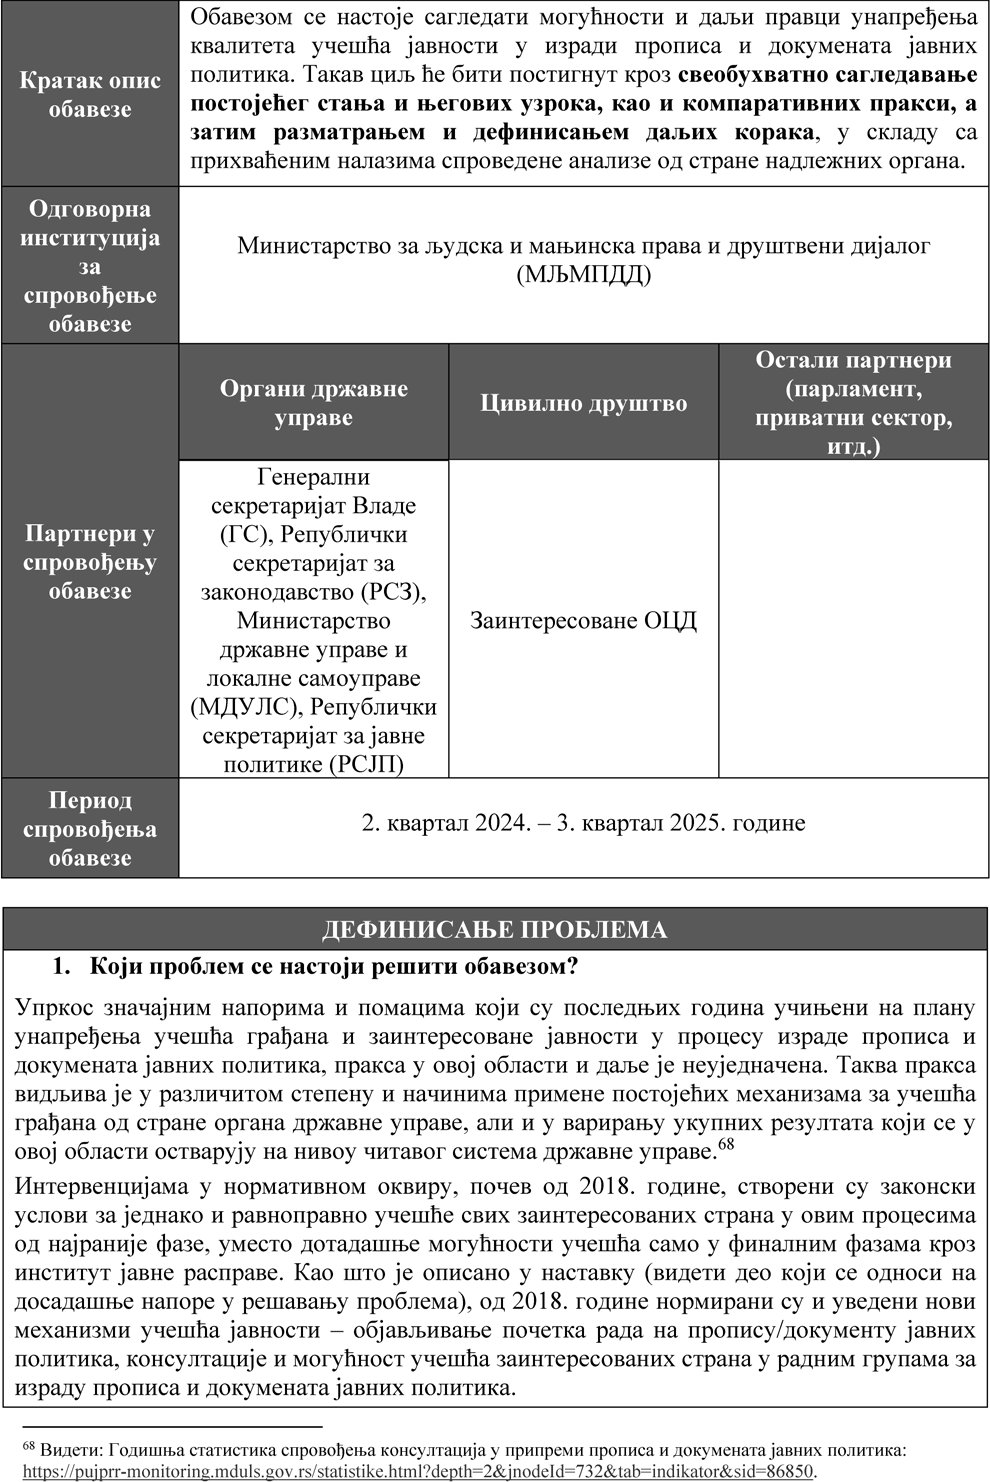 Кратак опис
обавезе
Обавезом се настоје сагледати могућности и даљи правци унапређења
квалитета учешћа јавности у изради прописа и докумената јавних
политика. Такав циљ ће бити постигнут кроз свеобухватно сагледавање
постојећег стања и његових узрока, као и компаративних пракси, а
затим разматрањем и дефинисањем даљих корака, у складу са
прихваћеним налазима спроведене анализе од стране надлежних органа.
Одговорна
институција
за
спровођење
обавезе
Министарство за људска и мањинска права и друштвени дијалог
(МЉМПДД)
Партнери у
спровођењу
обавезе
Органи државне
управе
Цивилно друштво
Остали партнери
(парламент,
приватни сектор,
итд.)
Генерални
секретаријат Владе
(ГС), Републички
секретаријат за
законодавство (РСЗ),
Министарство
државне управе и
локалне самоуправе
(МДУЛС), Републички
секретаријат за јавне
политике (РСЈП)
Заинтересоване ОЦД
Период
спровођења
обавезе
2. квартал 2024. – 3. квартал 2025. године
ДЕФИНИСАЊЕ ПРОБЛЕМА
1. Који проблем се настоји решити обавезом?
Упркос значајним напорима и помацима који су последњих година учињени на плану
унапређења учешћа грађана и заинтересоване јавности у процесу израде прописа и
докумената јавних политика, пракса у овој области и даље је неуједначена. Таква пракса
видљива је у различитом степену и начинима примене постојећих механизама за учешћа
грађана од стране органа државне управе, али и у варирању укупних резултата који се у
овој области остварују на нивоу читавог система државне управе.68
Интервенцијама у нормативном оквиру, почев од 2018. године, створени су законски
услови за једнако и равноправно учешће свих заинтересованих страна у овим процесима
од најраније фазе, уместо дотадашње могућности учешћа само у финалним фазама кроз
институт јавне расправе. Као што је описано у наставку (видети део који се односи на
досадашње напоре у решавању проблема), од 2018. године нормирани су и уведени нови
механизми учешћа јавности – објављивање почетка рада на пропису/документу јавних
политика, консултације и могућност учешћа заинтересованих страна у радним групама за
израду прописа и докумената јавних политика.
68 Видети: Годишња статистика спровођења консултација у припреми прописа и докумената јавних политика:
https://pujprr-monitoring.mduls.gov.rs/statistike.html?depth=2&jnodeId=732&tab=indikator&sid=86850.